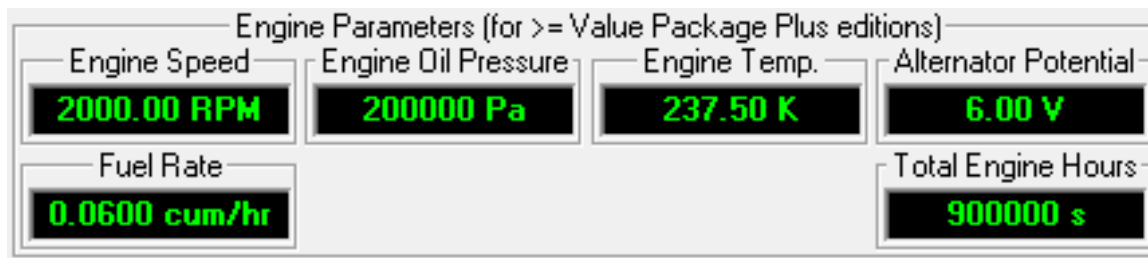 Engine Parameters (for >= Value Package Plus editions)
Engine Speed Engine Oil Pressure Engine Temp. Alternator Potential
2000.00 RPM 200000 Pa 237.50 K 6.00 V
Fuel Rate Total Engine Hours
0.0600 cum/hr 900000 s